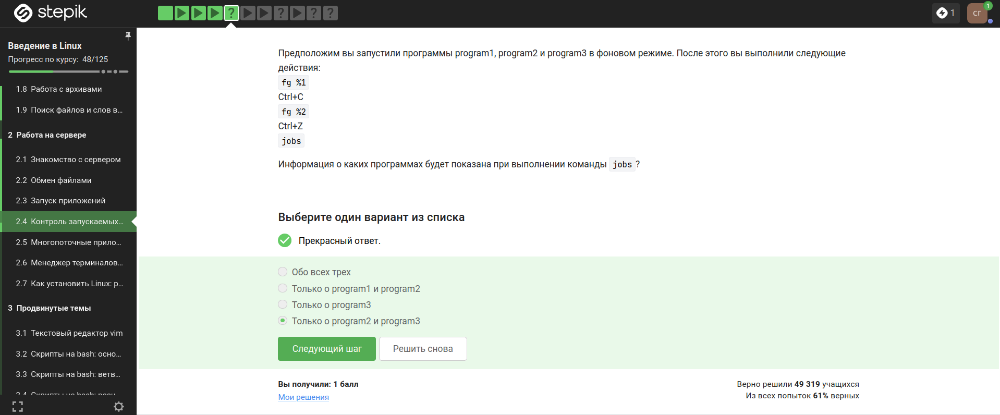 stepik
? ? ? ?
1
СГ
1
Введение в Linux
Прогресс по курсу: 48/125
1.8 Работа с архивами
1.9 Поиск файлов и слов в...
2 Работа на сервере
2.1 Знакомство с сервером
2.2 Обмен файлами
2.3 Запуск приложений
2.4 Контроль запускаемых...
2.5 Многопоточные прило...
2.6 Менеджер терминалов...
2.7 Как установить Linux: р...
3 Продвинутые темы
3.1 Текстовый редактор vim
3.2 Скрипты на bash: осно...
3.3 Скрипты на bash: ветв...
Предположим вы запустили программы program1, program2 и program3 в фоновом режиме. После этого вы выполнили следующие
действия:
fg %1
Ctrl+C
fg %2
Ctrl+Z
jobs
Информация о каких программах будет показана при выполнении команды jobs?
Выберите один вариант из списка
Прекрасный ответ.
Обо всех трех
Только о program1 и program2
Только о program3
Только о program2 и program3
Следующий шаг
Решить снова
Вы получили: 1 балл
Мои решения
Верно решили 49 319 учащихся
Из всех попыток 61% верных